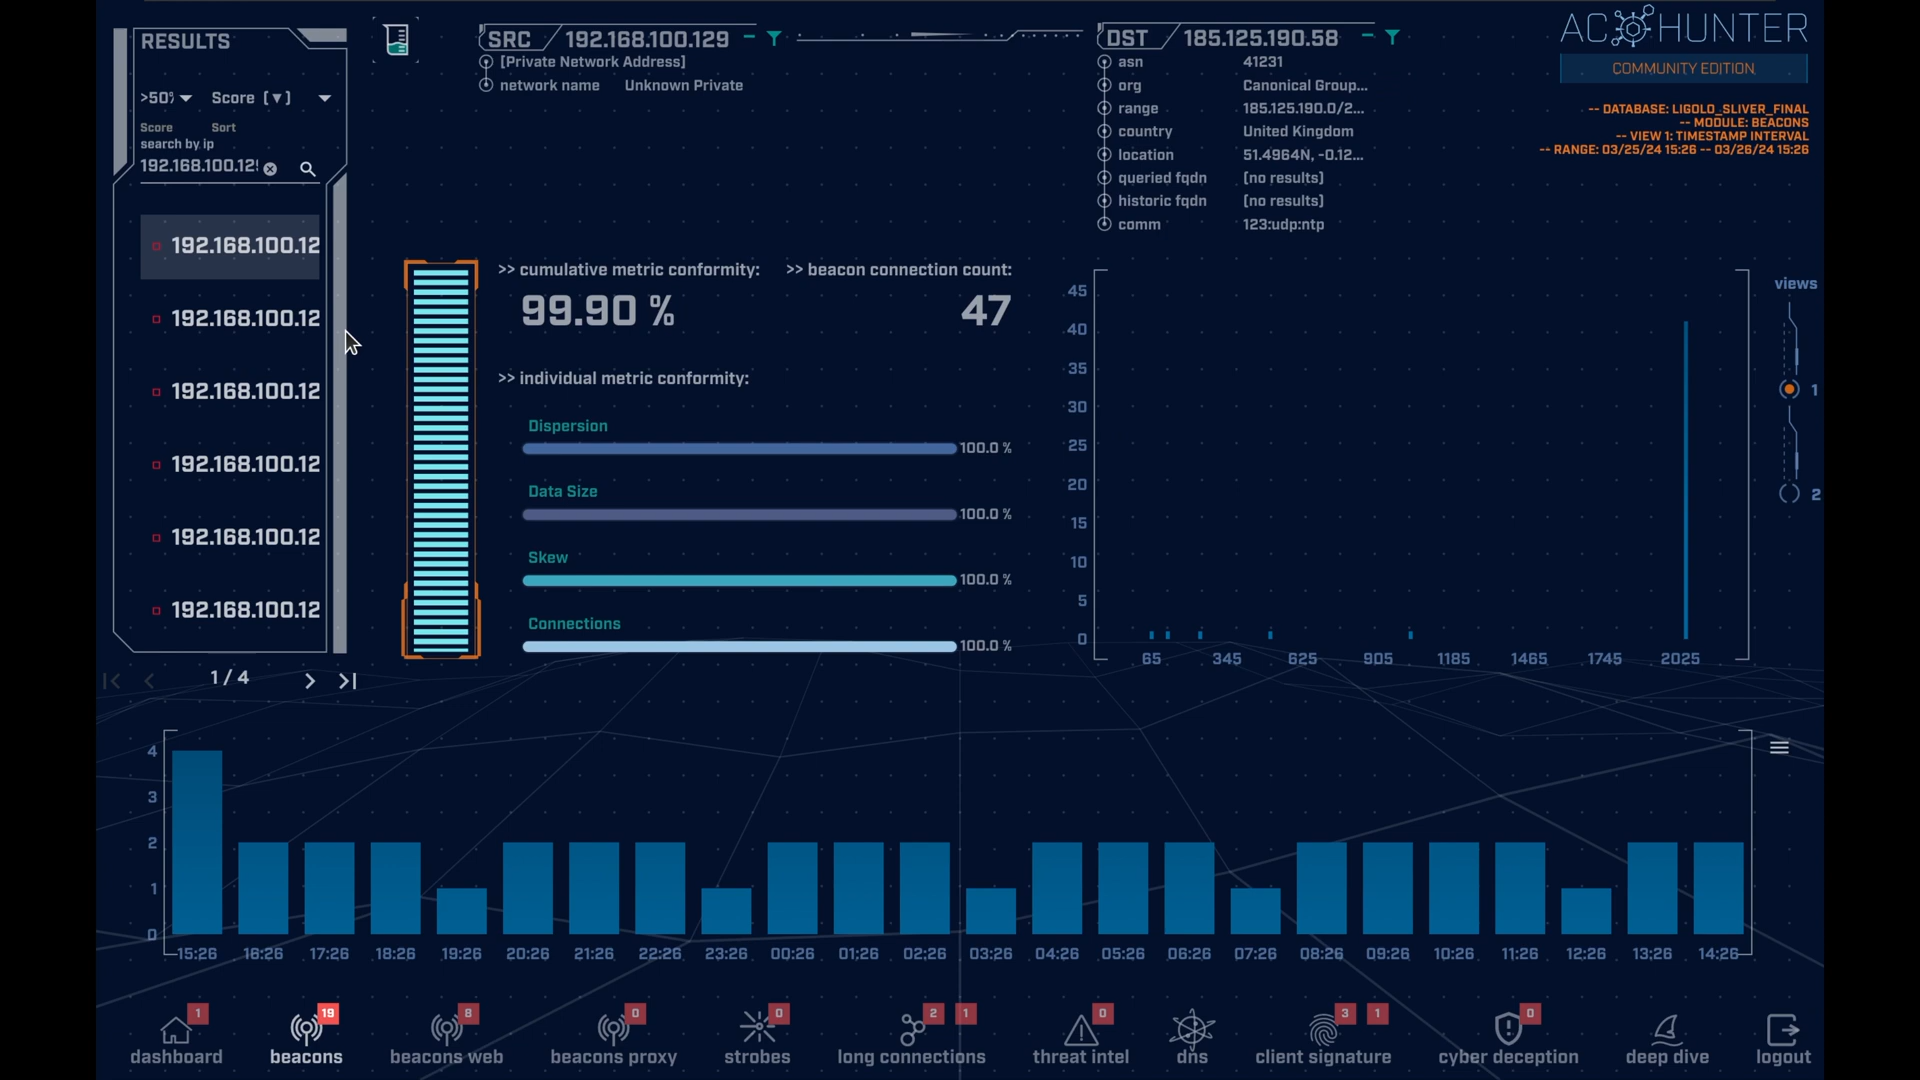 RESULTS
>50% Score [▼]
Score Sort
search by ip
192.168.100.12
192.168.100.12
192.168.100.12
192.168.100.12
192.168.100.12
192.168.100.12
192.168.100.12
1 / 4
SRC 192.168.100.129
[Private Network Address]
network name Unknown Private
DST 185.125.190.58
asn 41231
org Canonical Group...
range 185.125.190.0/2...
country United Kingdom
location 51.4964N, -0.12...
queried fqdn [no results]
historic fqdn [no results]
comm 123:udp:ntp
AC HUNTER
COMMUNITY EDITION
-- DATABASE: LIGOLO_SLIVER_FINAL
-- MODULE: BEACONS
-- VIEW 1: TIMESTAMP INTERVAL
-- RANGE: 03/25/24 15:26 -- 03/26/24 15:26
>> cumulative metric conformity:
99.90 %
>> beacon connection count:
47
>> individual metric conformity:
Dispersion
100.0 %
Data Size
100.0 %
Skew
100.0 %
Connections
100.0 %
45
40
35
30
25
20
15
10
5
0
65 345 625 905 1185 1465 1745 2025
views
1
2
4
3
2
1
0
15:26 16:26 17:26 18:26 19:26 20:26 21:26 22:26 23:26 00:26 01:26 02:26 03:26 04:26 05:26 06:26 07:26 08:26 09:26 10:26 11:26 12:26 13:26 14:26
1 19 8 0 0 2 1 0 3 1 0
dashboard beacons beacons web beacons proxy strobes long connections threat intel dns client signature cyber deception deep dive logout